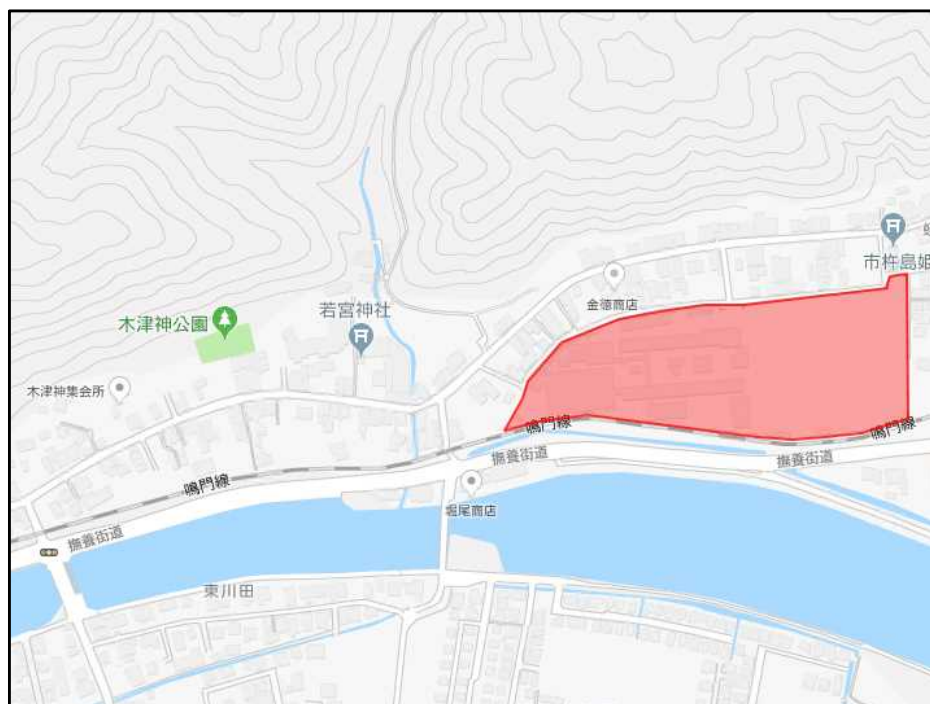 市杵島姫
金徳商店
若宮神社
木津神公園
木津神集会所
鳴門線
鳴門線
撫養街道
撫養街道
鳴門線
堀尾商店
撫養街道
東川田